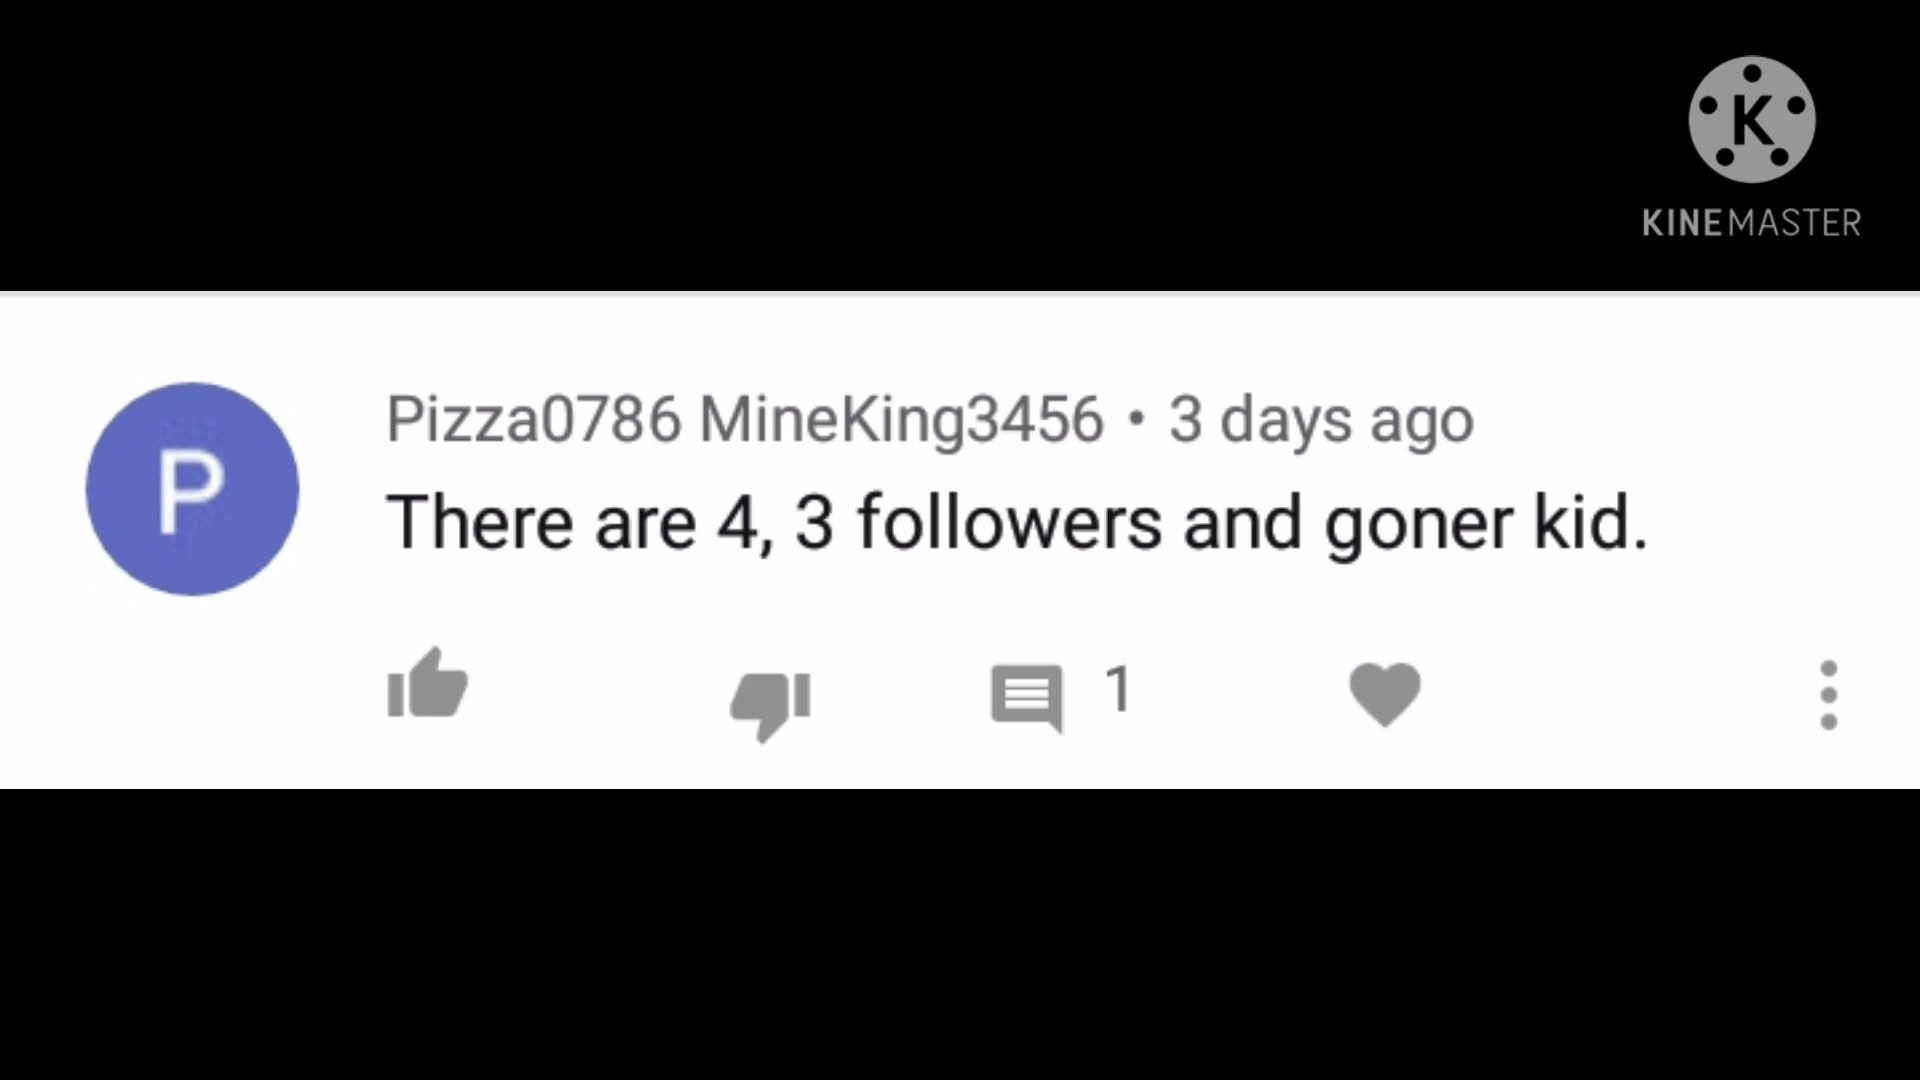 K
KINEMASTER
P
Pizza0786 MineKing3456 • 3 days ago
There are 4, 3 followers and goner kid.
1